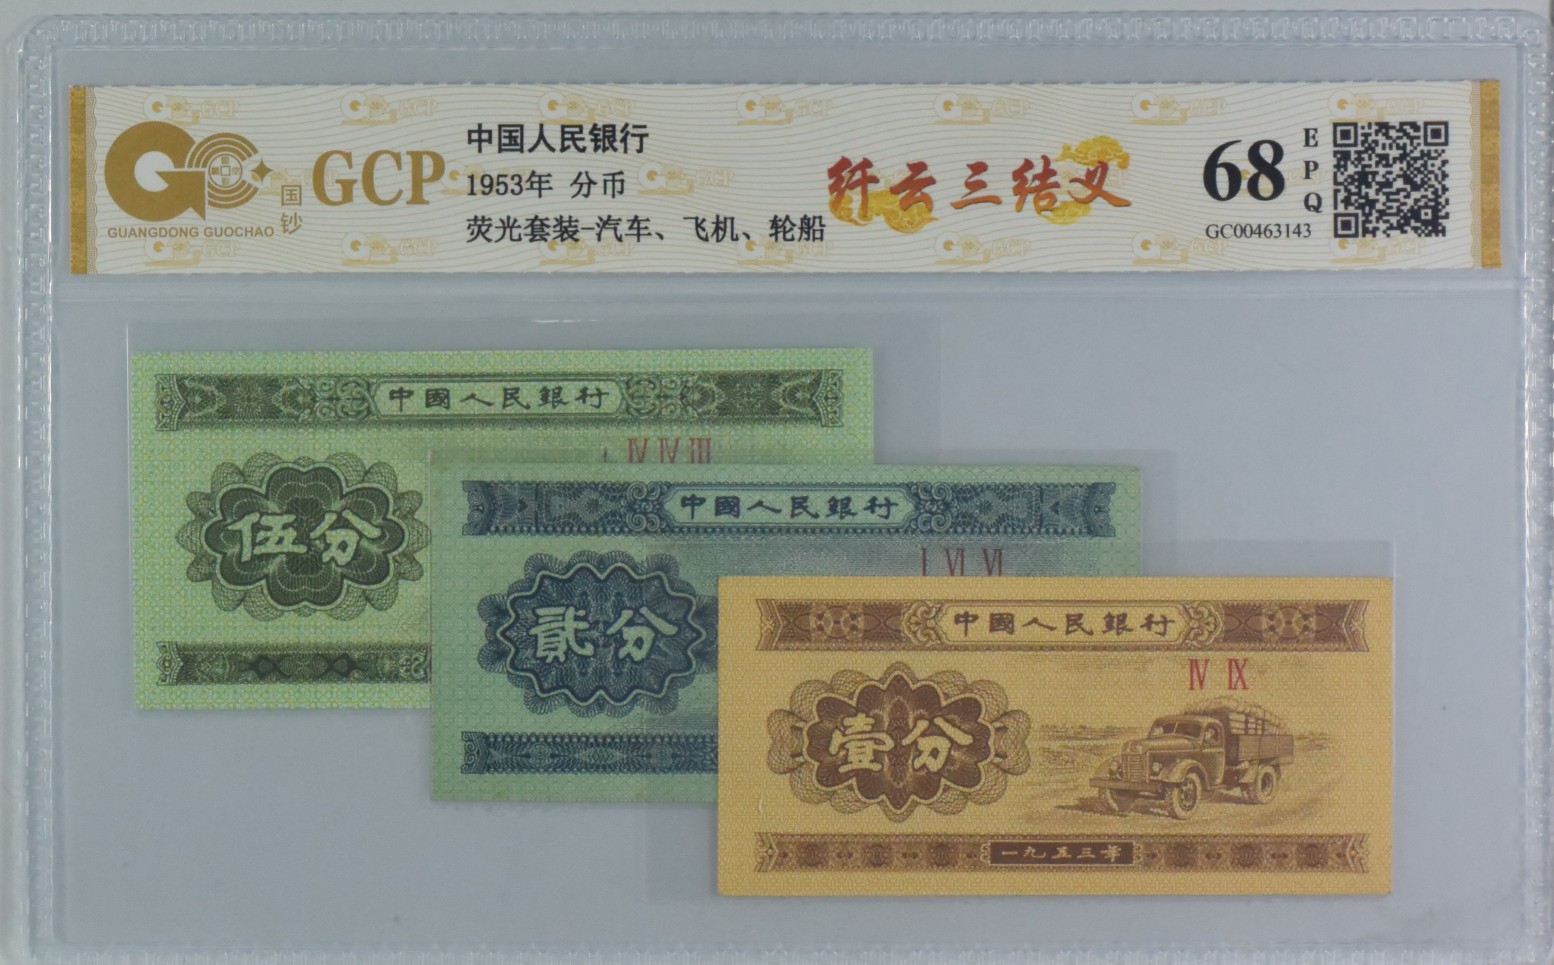 GUANGDONG GUOCHAO
国钞
GCP
中国人民银行
1953年 分币
荧光套装-汽车、飞机、轮船
纤云三结义
68
EPQ
GC00463143
中國人民銀行
IV IV III
伍分
中國人民銀行
I VI VI
貳分
中國人民銀行
IV IX
壹分
一九五三年